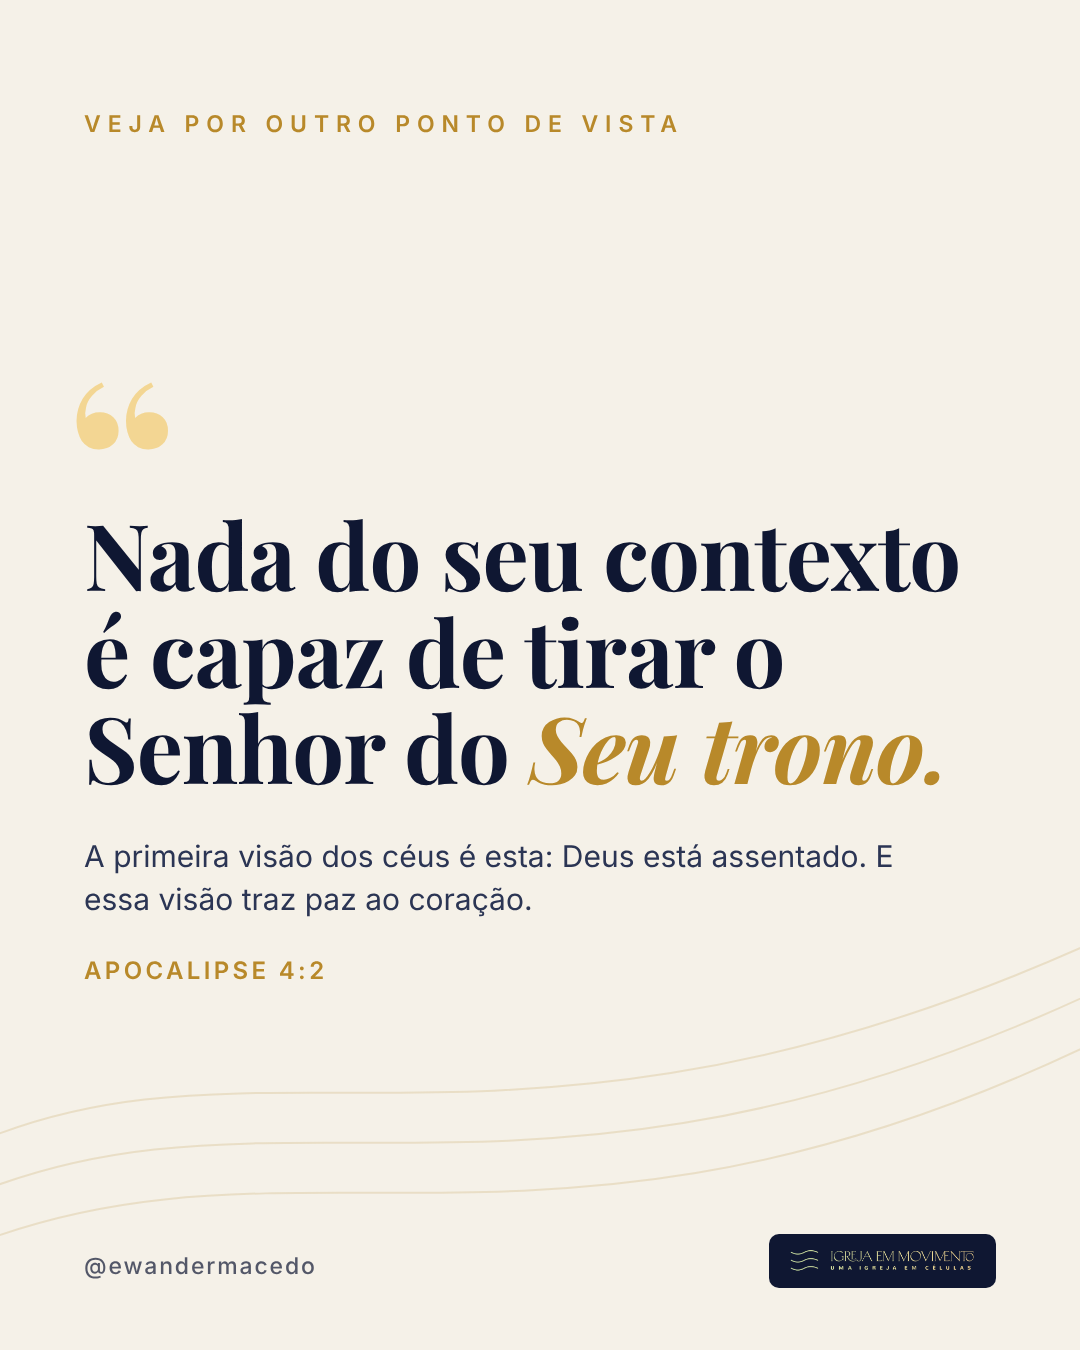 VEJA POR OUTRO PONTO DE VISTA
“
Nada do seu contexto
é capaz de tirar o
Senhor do Seu trono.
A primeira visão dos céus é esta: Deus está assentado. E
essa visão traz paz ao coração.
APOCALIPSE 4:2
@ewandermacedo
IGREJA EM MOVIMENTO
UMA IGREJA EM CÉLULAS